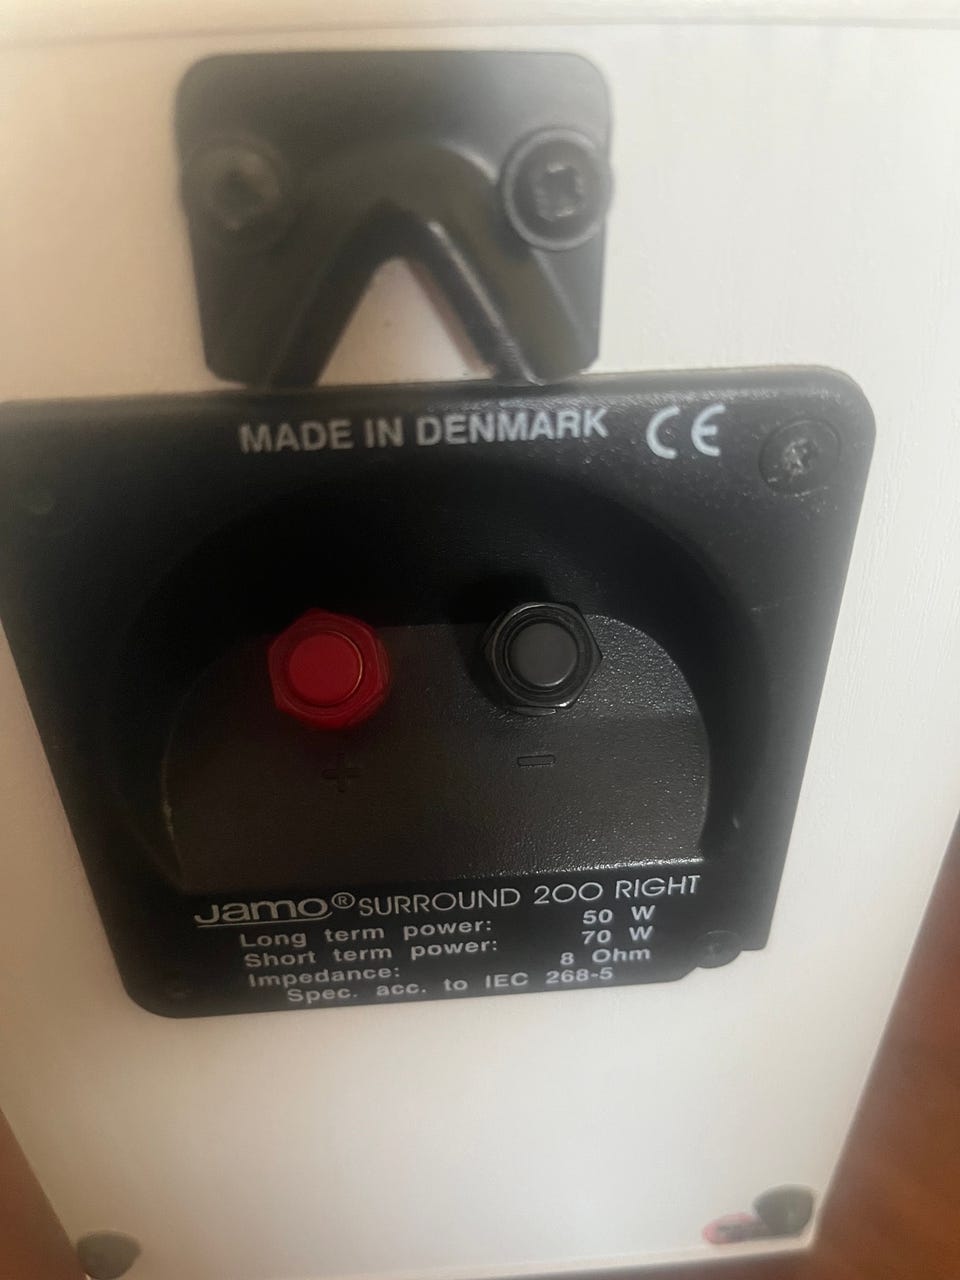 MADE IN DENMARK CE
+ -
Jamo® SURROUND 200 RIGHT
Long term power: 50 W
Short term power: 70 W
Impedance: 8 Ohm
Spec. acc. to IEC 268-5